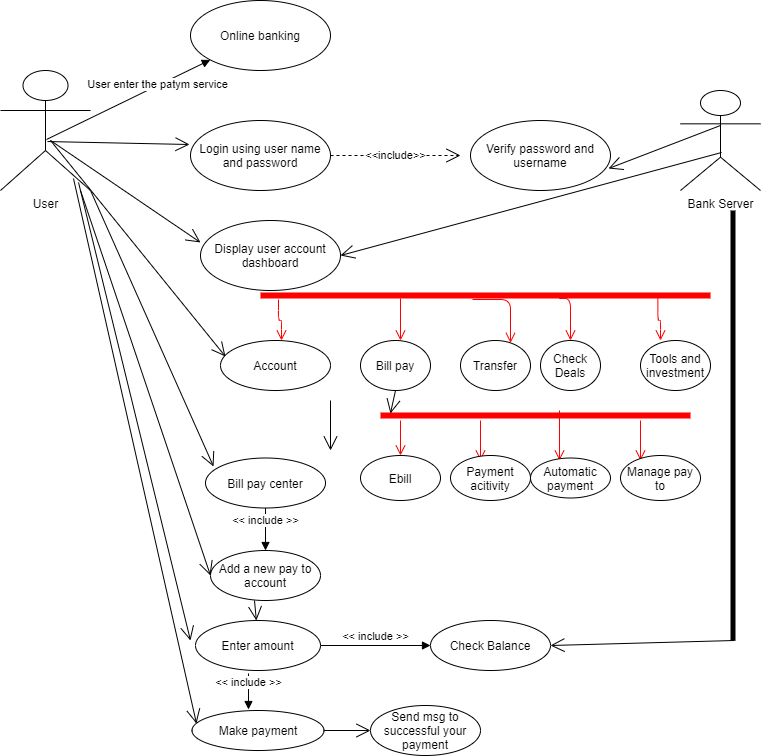 Online banking
User enter the patym service
Login using user name
and password
<<include>>
Verify password and
username
User
Bank Server
Display user account
dashboard
Account
Bill pay
Transfer
Check
Deals
Tools and
investment
Bill pay center
Ebill
Payment
acitivity
Automatic
payment
Manage pay
to
<< include >>
Add a new pay to
account
Enter amount
<< include >>
Check Balance
<< include >>
Make payment
Send msg to
successful your
payment